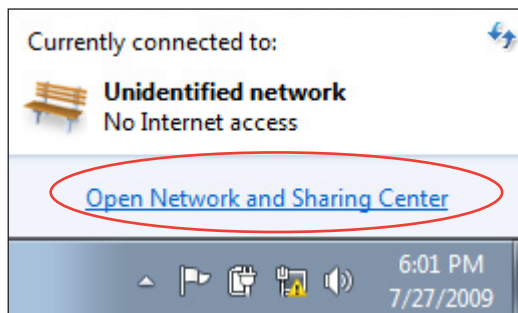 Currently connected to:
Unidentified network
No Internet access
Open Network and Sharing Center
6:01 PM
7/27/2009